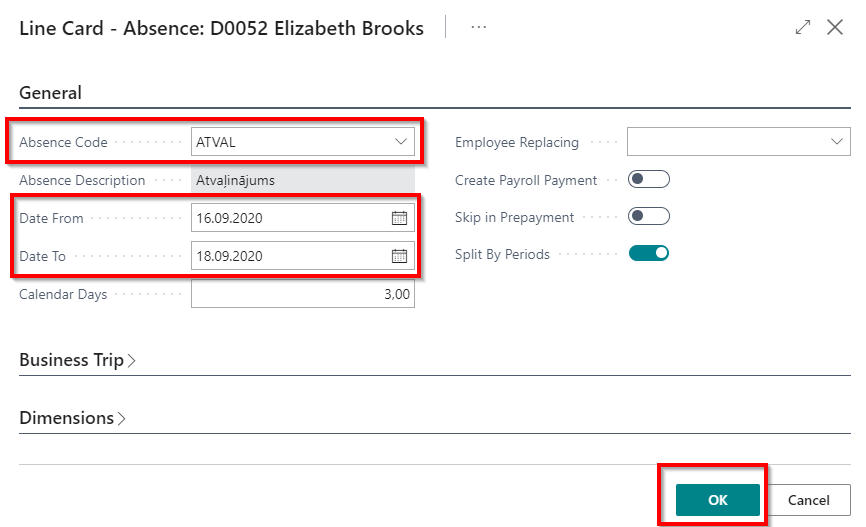 Line Card - Absence: D0052 Elizabeth Brooks
General
Absence Code ATVAL
Absence Description Atvaļinājums
Date From 16.09.2020
Date To 18.09.2020
Calendar Days 3,00
Employee Replacing
Create Payroll Payment
Skip in Prepayment
Split By Periods
Business Trip
Dimensions
OK Cancel